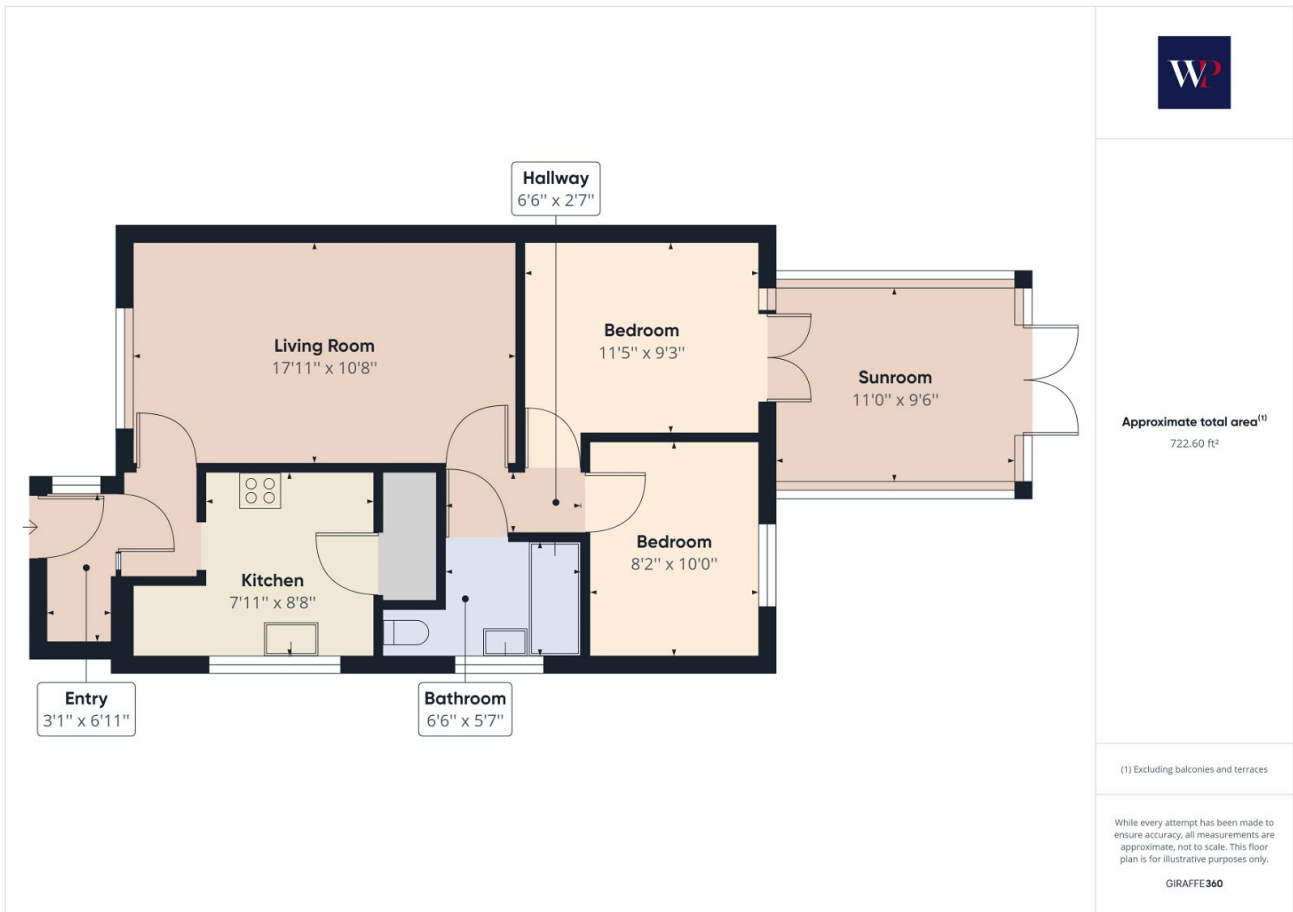 WP
Hallway
6'6'' x 2'7''
Living Room
17'11'' x 10'8''
Bedroom
11'5'' x 9'3''
Sunroom
11'0'' x 9'6''
Kitchen
7'11'' x 8'8''
Bedroom
8'2'' x 10'0''
Entry
3'1'' x 6'11''
Bathroom
6'6'' x 5'7''
Approximate total area(1)
722.60 ft²
(1) Excluding balconies and terraces
While every attempt has been made to
ensure accuracy, all measurements are
approximate, not to scale. This floor
plan is for illustrative purposes only.
GIRAFFE360